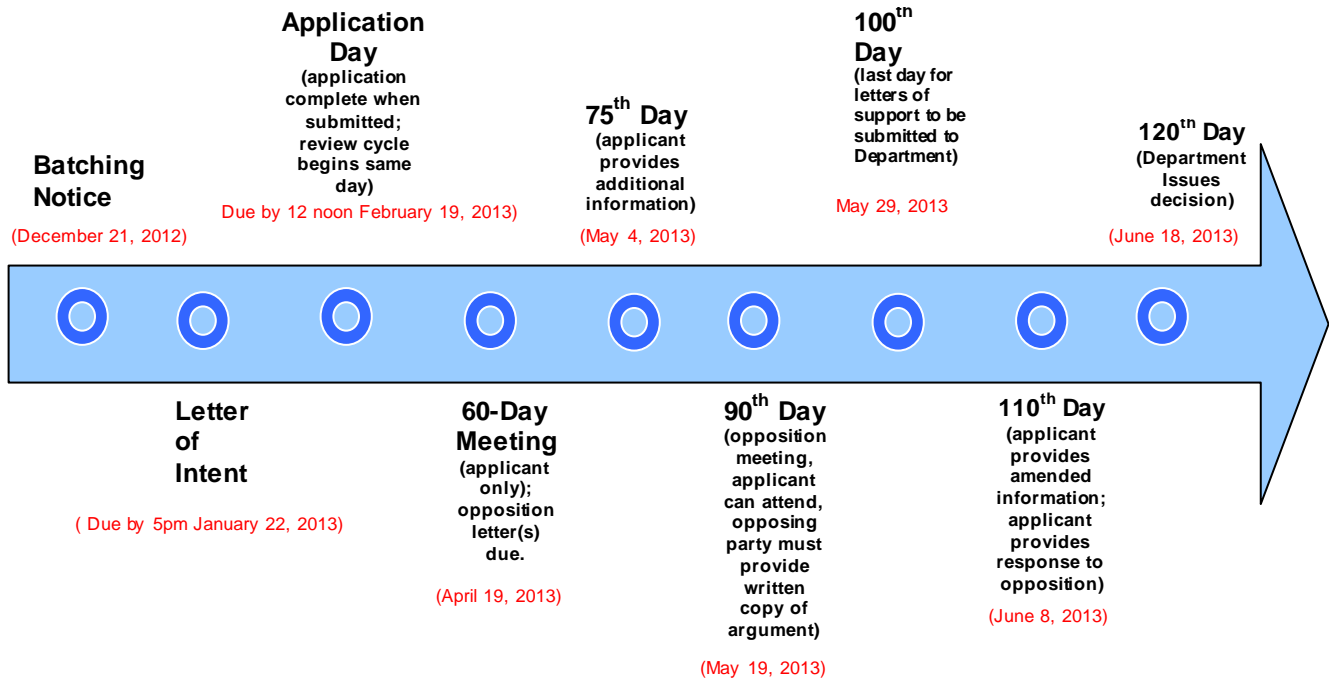 Batching
Notice
(December 21, 2012)
Letter
of
Intent
( Due by 5pm January 22, 2013)
Application
Day
(application
complete when
submitted;
review cycle
begins same
day)
Due by 12 noon February 19, 2013)
60-Day
Meeting
(applicant
only);
opposition
letter(s)
due.
(April 19, 2013)
75th Day
(applicant
provides
additional
information)
(May 4, 2013)
90th Day
(opposition
meeting,
applicant
can attend,
opposing
party must
provide
written
copy of
argument)
(May 19, 2013)
100th
Day
(last day for
letters of
support to be
submitted to
Department)
May 29, 2013
110th Day
(applicant
provides
amended
information;
applicant
provides
response to
opposition)
(June 8, 2013)
120th Day
(Department
Issues
decision)
(June 18, 2013)